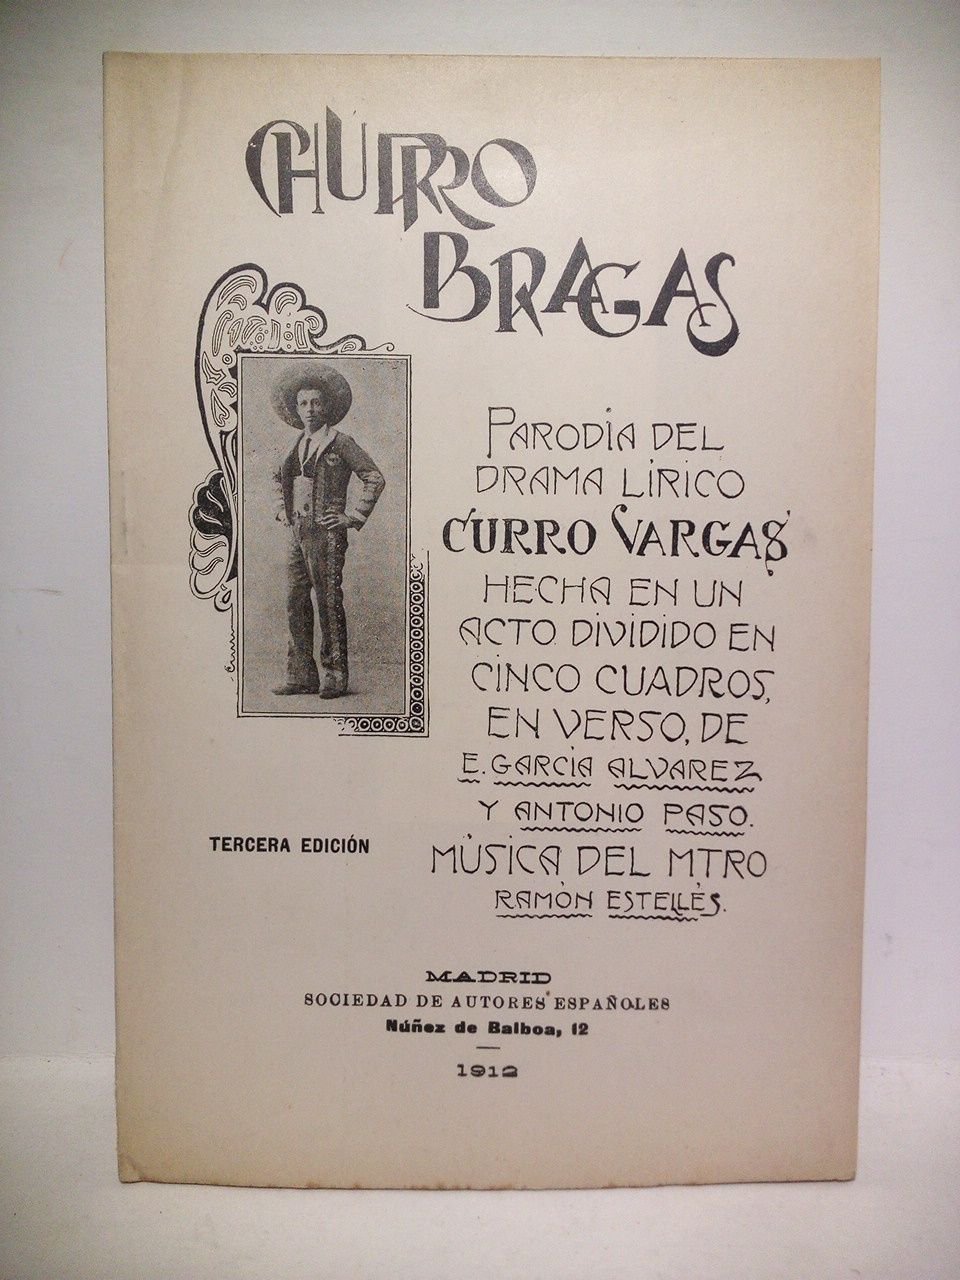 CHURRO
BRAGAS
PARODIA DEL
DRAMA LÍRICO
CURRO VARGAS
HECHA EN UN
ACTO DIVIDIDO EN
CINCO CUADROS,
EN VERSO, DE
E. GARCÍA ALVAREZ
Y ANTONIO PASO.
MÚSICA DEL MTRO
RAMÓN ESTELLÉS.
TERCERA EDICIÓN
MADRID
SOCIEDAD DE AUTORES ESPAÑOLES
Núñez de Balboa, 12
1912